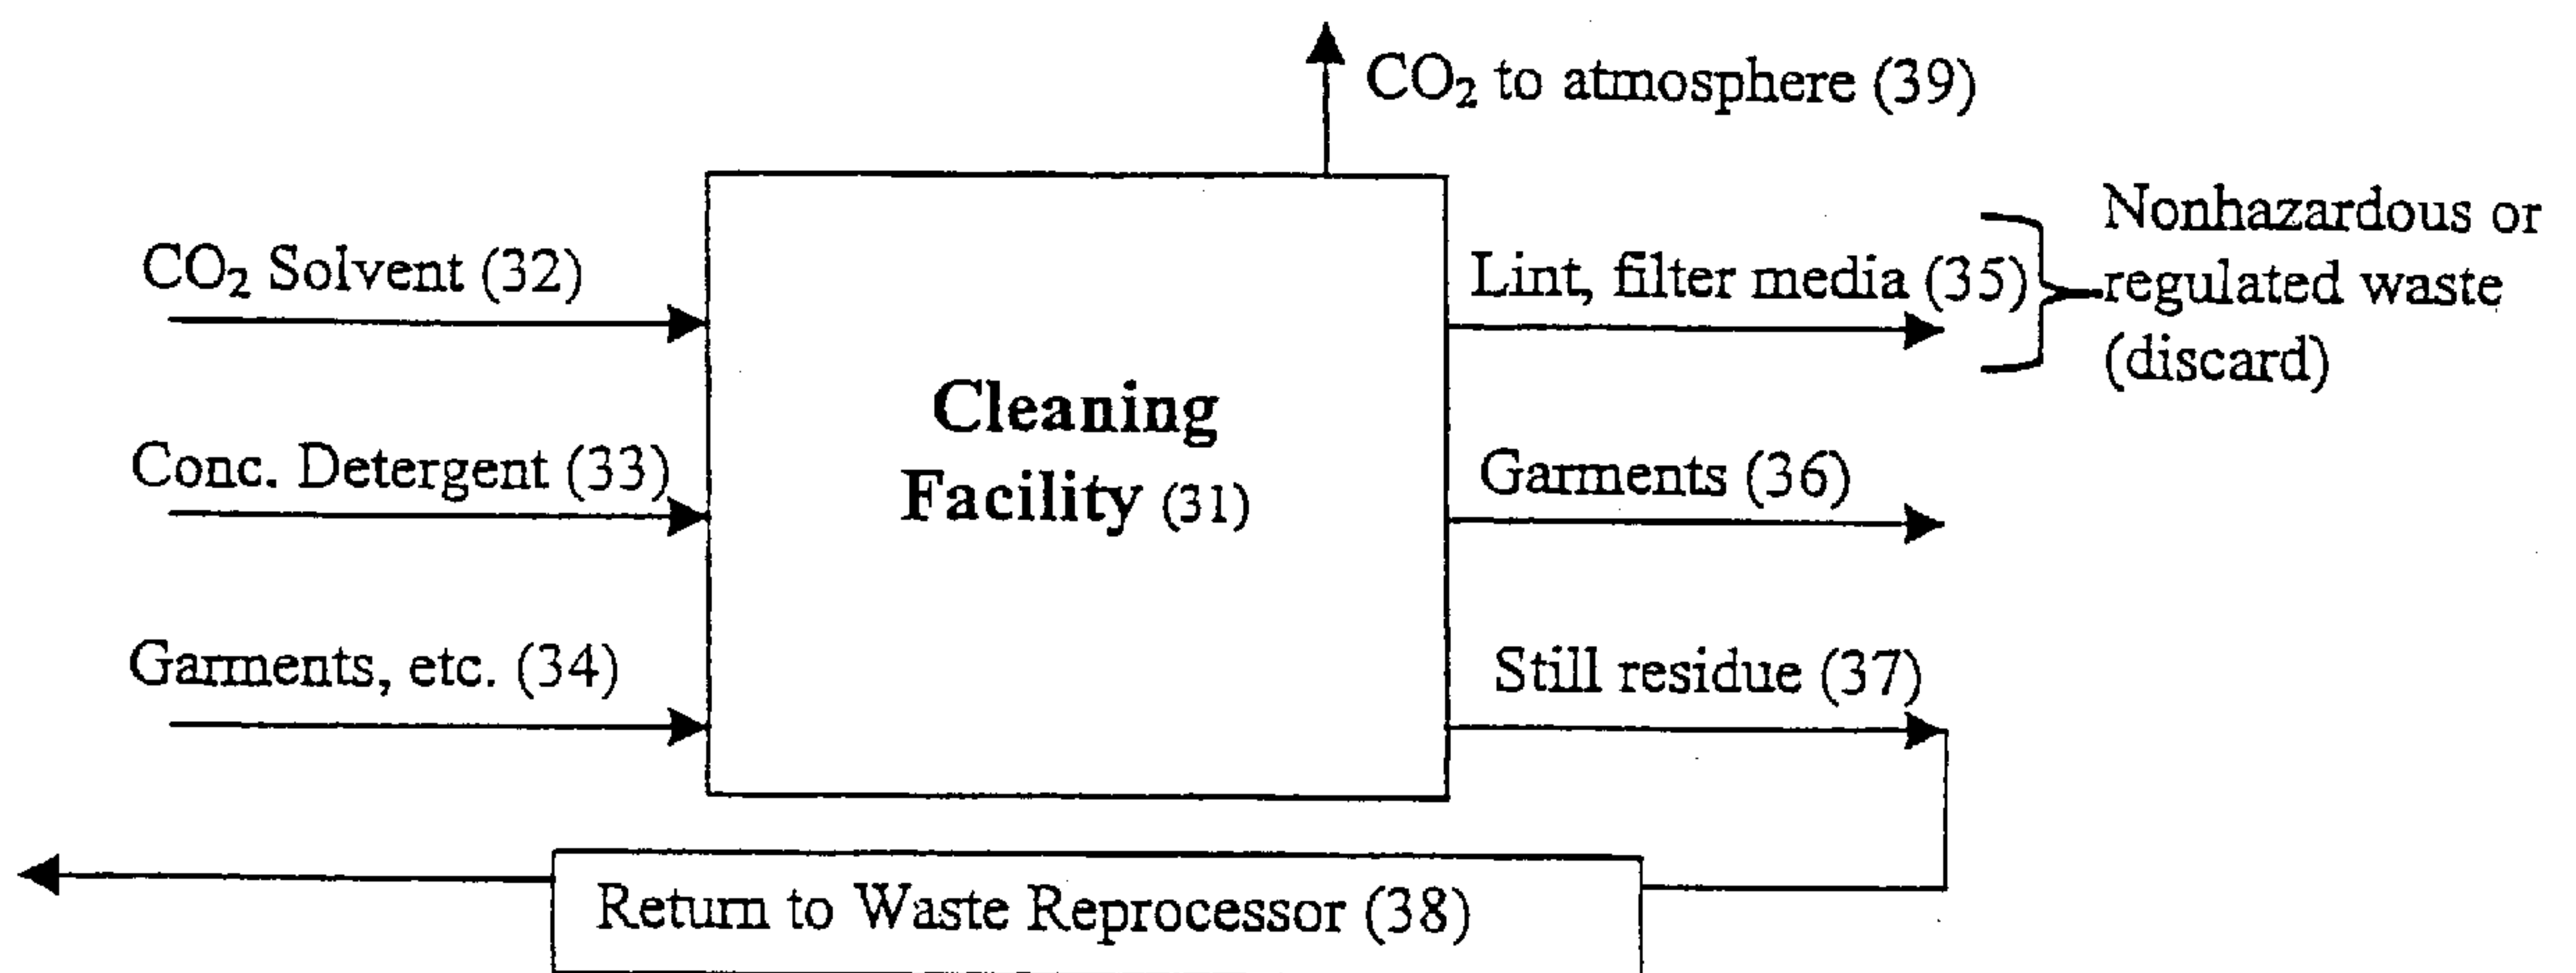 CO₂ to atmosphere (39)
CO₂ Solvent (32)
Conc. Detergent (33)
Garments, etc. (34)
Cleaning
Facility (31)
Lint, filter media (35)
Nonhazardous or
regulated waste
(discard)
Garments (36)
Still residue (37)
Return to Waste Reprocessor (38)